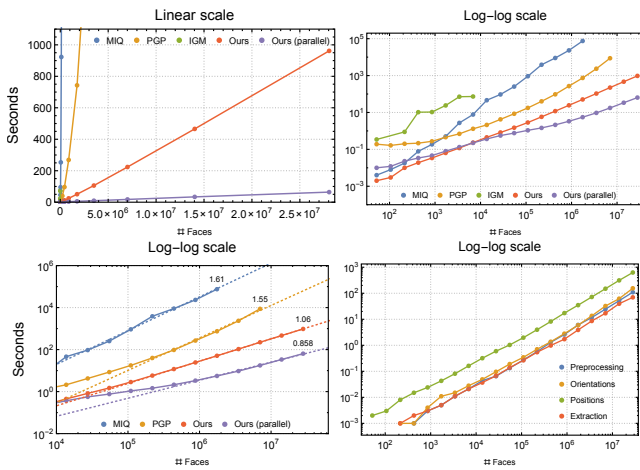 Linear scale
1000
800
600
400
200
0
Seconds
MIQ PGP IGM Ours Ours (parallel)
0 5.0×10⁶ 1.0×10⁷ 1.5×10⁷ 2.0×10⁷ 2.5×10⁷
# Faces
Log–log scale
10⁵
10³
10¹
10⁻¹
10⁻³
MIQ PGP IGM Ours Ours (parallel)
10² 10³ 10⁴ 10⁵ 10⁶ 10⁷
# Faces
Log–log scale
10⁶
10⁴
10²
10⁰
10⁻²
Seconds
1.61
1.55
1.06
0.858
MIQ PGP Ours Ours (parallel)
10⁴ 10⁵ 10⁶ 10⁷
# Faces
Log–log scale
10³
10²
10¹
10⁰
10⁻¹
10⁻²
10⁻³
Preprocessing
Orientations
Positions
Extraction
10² 10³ 10⁴ 10⁵ 10⁶ 10⁷
# Faces